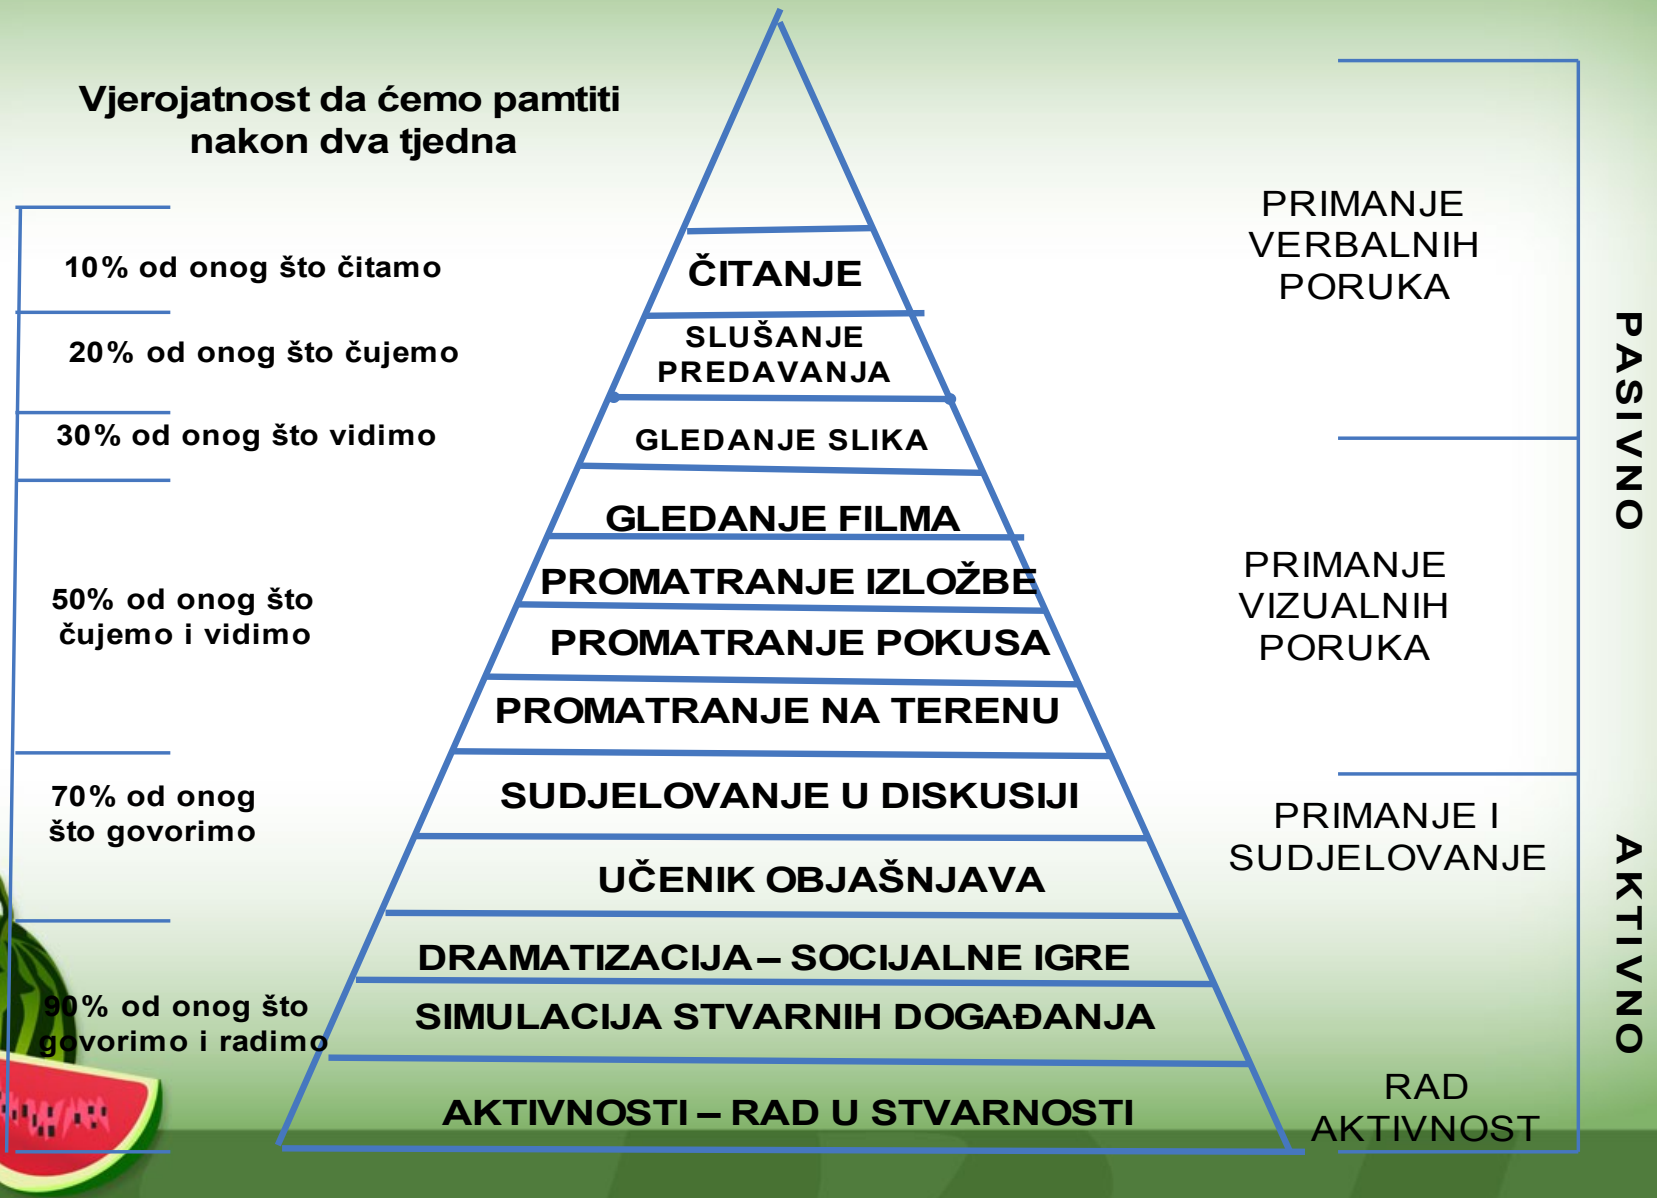 Vjerojatnost da ćemo pamtiti
nakon dva tjedna
10% od onog što čitamo
20% od onog što čujemo
30% od onog što vidimo
50% od onog što
čujemo i vidimo
70% od onog
što govorimo
90% od onog što
govorimo i radimo
ČITANJE
SLUŠANJE
PREDAVANJA
GLEDANJE SLIKA
GLEDANJE FILMA
PROMATRANJE IZLOŽBE
PROMATRANJE POKUSA
PROMATRANJE NA TERENU
SUDJELOVANJE U DISKUSIJI
UČENIK OBJAŠNJAVA
DRAMATIZACIJA – SOCIJALNE IGRE
SIMULACIJA STVARNIH DOGAĐANJA
AKTIVNOSTI – RAD U STVARNOSTI
PRIMANJE
VERBALNIH
PORUKA
PRIMANJE
VIZUALNIH
PORUKA
PRIMANJE I
SUDJELOVANJE
RAD
AKTIVNOST
PASIVNO
AKTIVNO